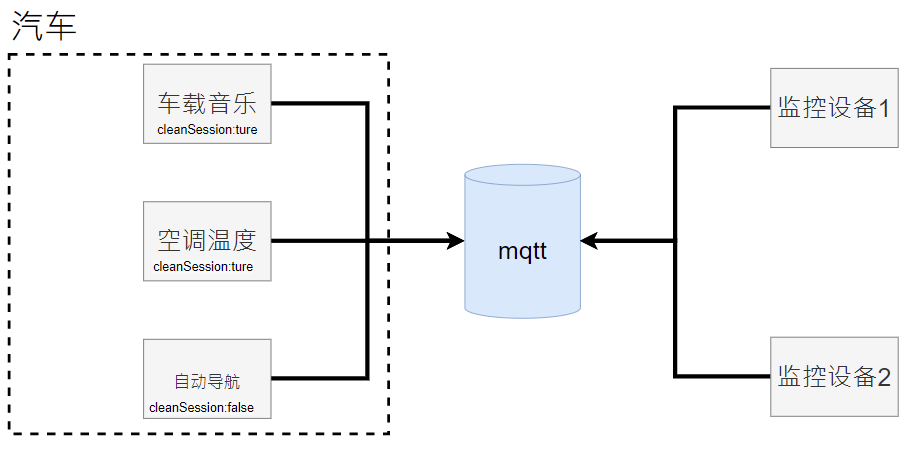 汽车
车载音乐
cleanSession:ture
空调温度
cleanSession:ture
自动导航
cleanSession:false
mqtt
监控设备1
监控设备2